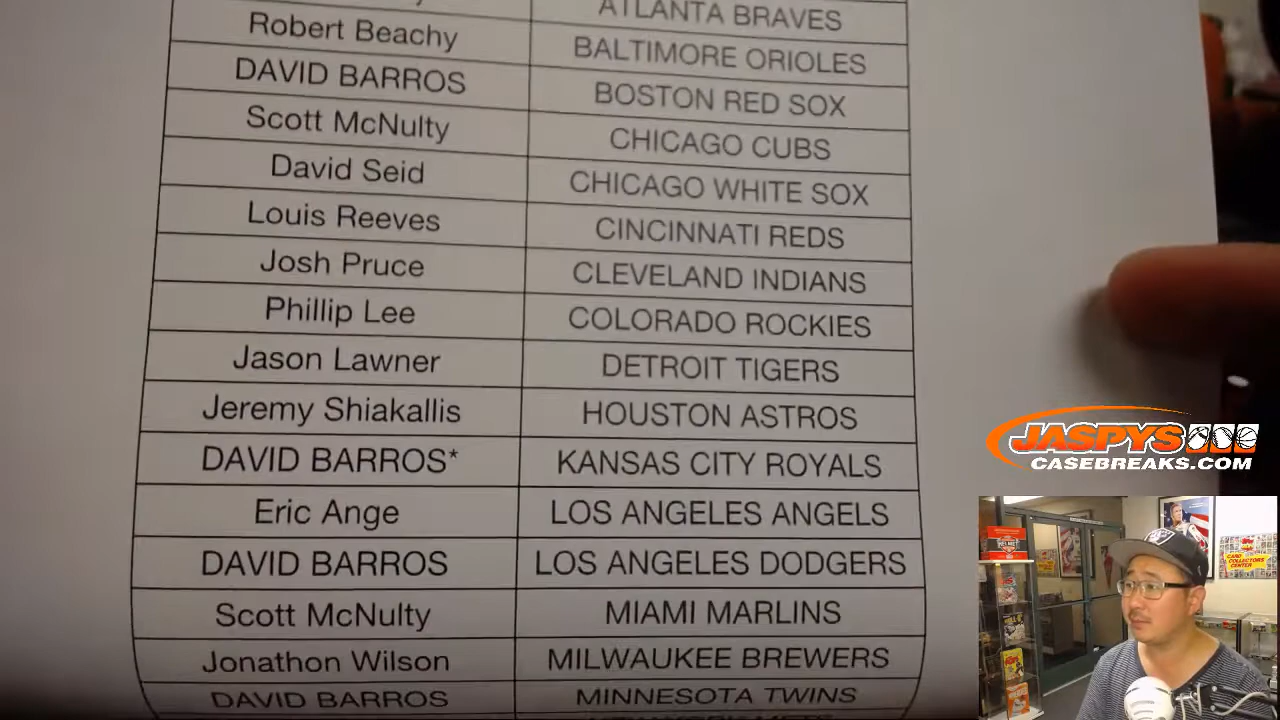 ATLANTA BRAVES
Robert Beachy BALTIMORE ORIOLES
DAVID BARROS BOSTON RED SOX
Scott McNulty CHICAGO CUBS
David Seid CHICAGO WHITE SOX
Louis Reeves CINCINNATI REDS
Josh Pruce CLEVELAND INDIANS
Phillip Lee COLORADO ROCKIES
Jason Lawner DETROIT TIGERS
Jeremy Shiakallis HOUSTON ASTROS
DAVID BARROS* KANSAS CITY ROYALS
Eric Ange LOS ANGELES ANGELS
DAVID BARROS LOS ANGELES DODGERS
Scott McNulty MIAMI MARLINS
Jonathon Wilson MILWAUKEE BREWERS
DAVID BARROS MINNESOTA TWINS
JASPYS
CASEBREAKS.COM
CARD
COLLECTORS
CENTER